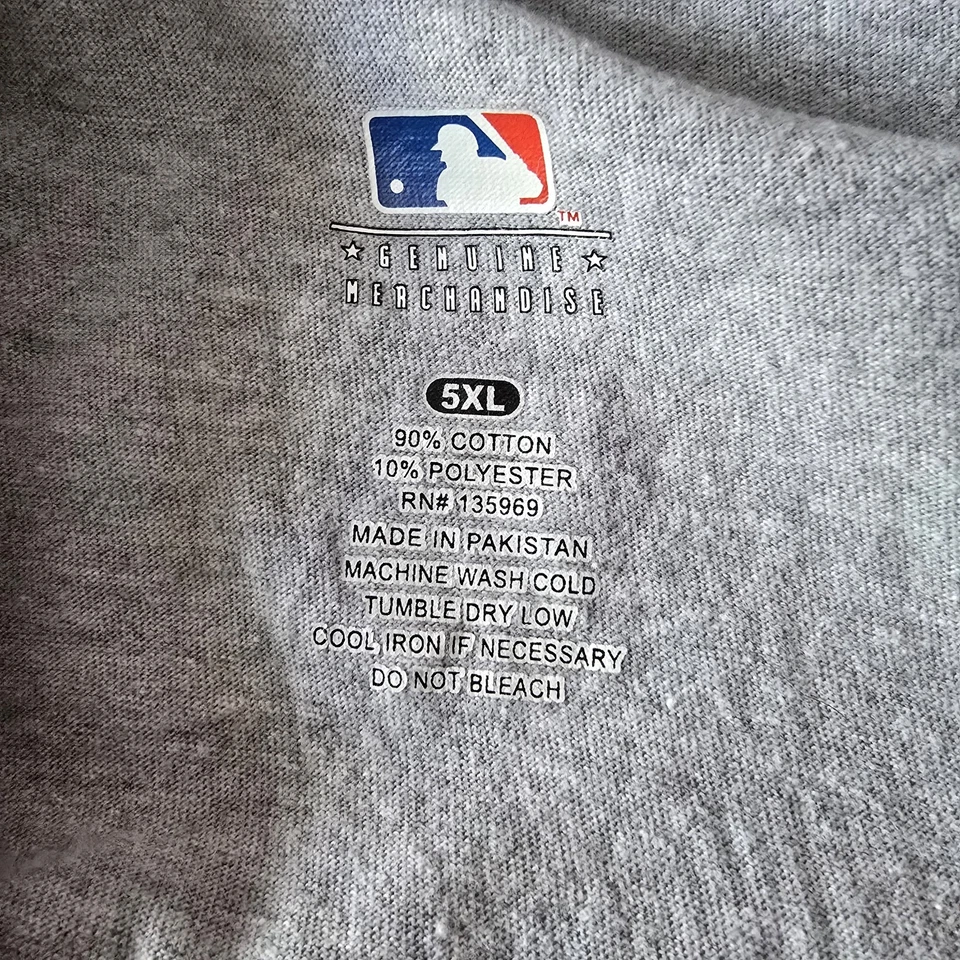 TM
★ GENUINE ★
MERCHANDISE
5XL
90% COTTON
10% POLYESTER
RN# 135969
MADE IN PAKISTAN
MACHINE WASH COLD
TUMBLE DRY LOW
COOL IRON IF NECESSARY
DO NOT BLEACH